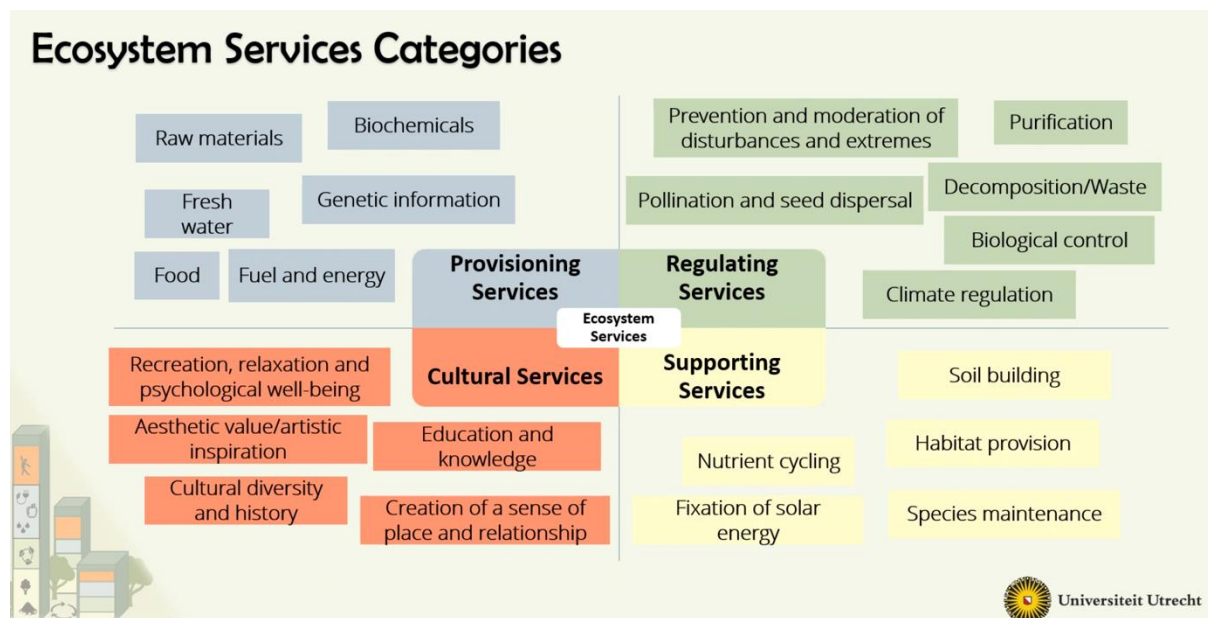 Ecosystem Services Categories
Raw materials
Biochemicals
Fresh
water
Genetic information
Food
Fuel and energy
Provisioning
Services
Prevention and moderation of
disturbances and extremes
Purification
Pollination and seed dispersal
Decomposition/Waste
Biological control
Climate regulation
Regulating
Services
Ecosystem
Services
Recreation, relaxation and
psychological well-being
Cultural Services
Aesthetic value/artistic
inspiration
Education and
knowledge
Cultural diversity
and history
Creation of a sense of
place and relationship
Supporting
Services
Soil building
Nutrient cycling
Habitat provision
Fixation of solar
energy
Species maintenance
Universiteit Utrecht